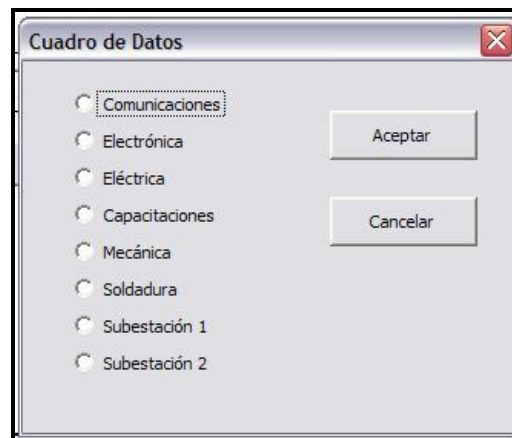 Cuadro de Datos
Comunicaciones
Electrónica
Eléctrica
Capacitaciones
Mecánica
Soldadura
Subestación 1
Subestación 2
Aceptar
Cancelar